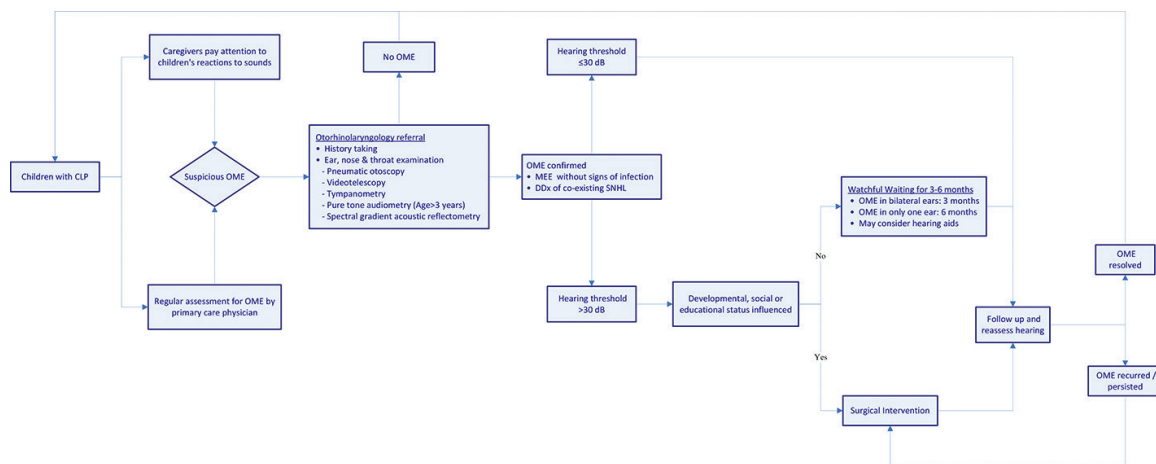 Children with CLP
Caregivers pay attention to
children's reactions to sounds
Suspicious OME
Regular assessment for OME by
primary care physician
No OME
Otorhinolaryngology referral
• History taking
• Ear, nose & throat examination
- Pneumatic otoscopy
- Videotelescopy
- Tympanometry
- Pure tone audiometry (Age>3 years)
- Spectral gradient acoustic reflectometry
Hearing threshold
≤30 dB
OME confirmed
• MEE without signs of infection
• DDx of co-existing SNHL
Hearing threshold
>30 dB
Developmental, social or
educational status influenced
No
Yes
Watchful Waiting for 3-6 months
• OME in bilateral ears: 3 months
• OME in only one ear: 6 months
• May consider hearing aids
Surgical Intervention
Follow up and
reassess hearing
OME
resolved
OME recurred /
persisted